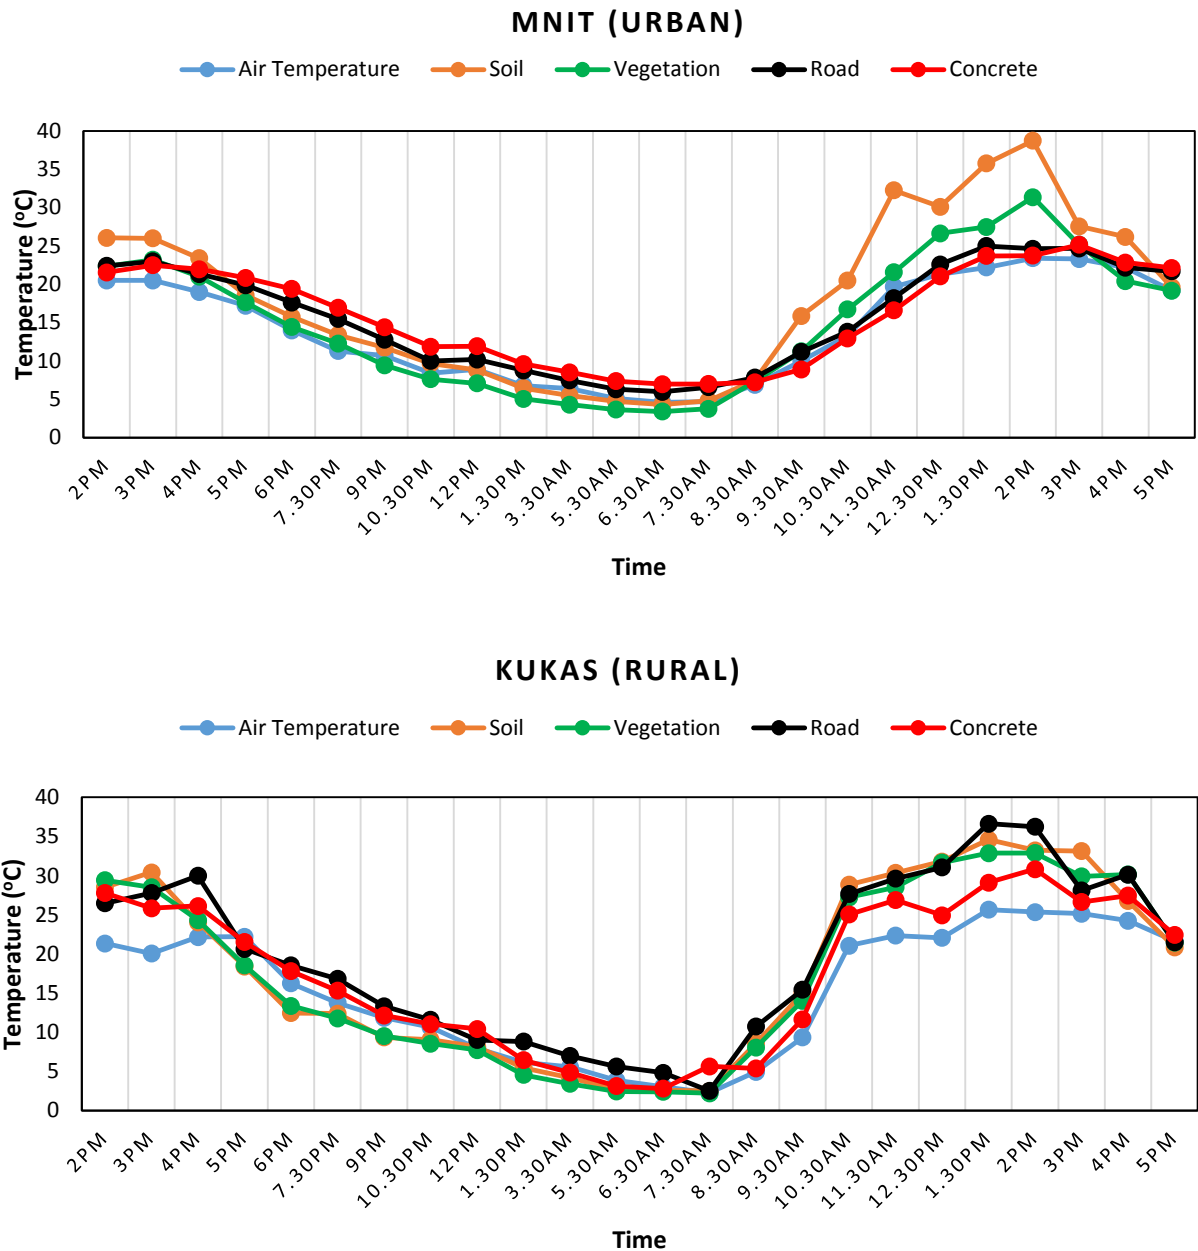 MNIT (URBAN)
Air Temperature Soil Vegetation Road Concrete
40
35
30
25
20
15
10
5
0
Temperature (oC)
2PM 3PM 4PM 5PM 6PM 7.30PM 9PM 10.30PM 12PM 1.30PM 3.30AM 5.30AM 6.30AM 7.30AM 8.30AM 9.30AM 10.30AM 11.30AM 12.30PM 1.30PM 2PM 3PM 4PM 5PM
Time
KUKAS (RURAL)
Air Temperature Soil Vegetation Road Concrete
40
35
30
25
20
15
10
5
0
Temperature (oC)
2PM 3PM 4PM 5PM 6PM 7.30PM 9PM 10.30PM 12PM 1.30PM 3.30AM 5.30AM 6.30AM 7.30AM 8.30AM 9.30AM 10.30AM 11.30AM 12.30PM 1.30PM 2PM 3PM 4PM 5PM
Time